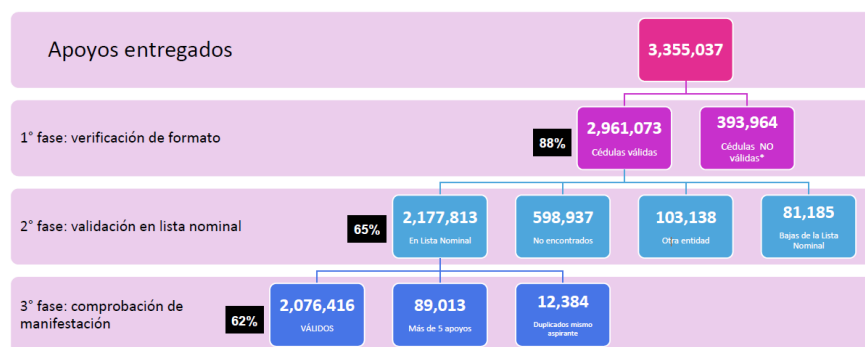 Apoyos entregados
3,355,037
1° fase: verificación de formato
88%
2,961,073
Cédulas válidas
393,964
Cédulas NO
válidas*
2° fase: validación en lista nominal
65%
2,177,813
En Lista Nominal
598,937
No encontrados
103,138
Otra entidad
81,185
Bajas de la Lista
Nominal
3° fase: comprobación de
manifestación
62%
2,076,416
VÁLIDOS
89,013
Más de 5 apoyos
12,384
Duplicados mismo
aspirante